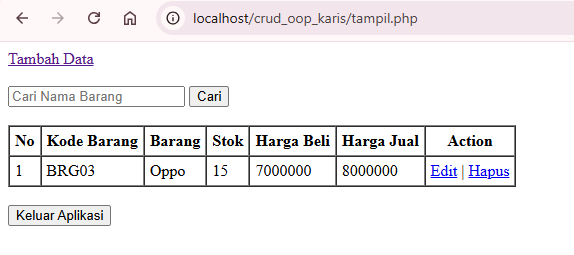 localhost/crud_oop_karis/tampil.php
Tambah Data
Cari Nama Barang Cari
No Kode Barang Barang Stok Harga Beli Harga Jual Action
1 BRG03 Oppo 15 7000000 8000000 Edit | Hapus
Keluar Aplikasi